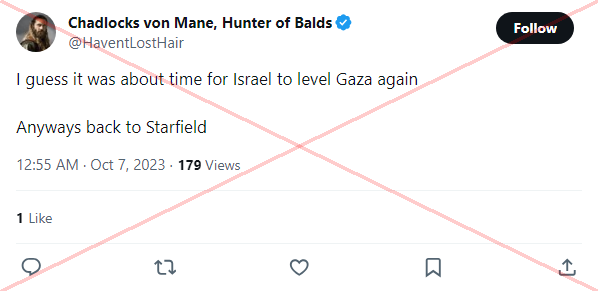 Chadlocks von Mane, Hunter of Balds
@HaventLostHair
Follow
I guess it was about time for Israel to level Gaza again
Anyways back to Starfield
12:55 AM · Oct 7, 2023 · 179 Views
1 Like